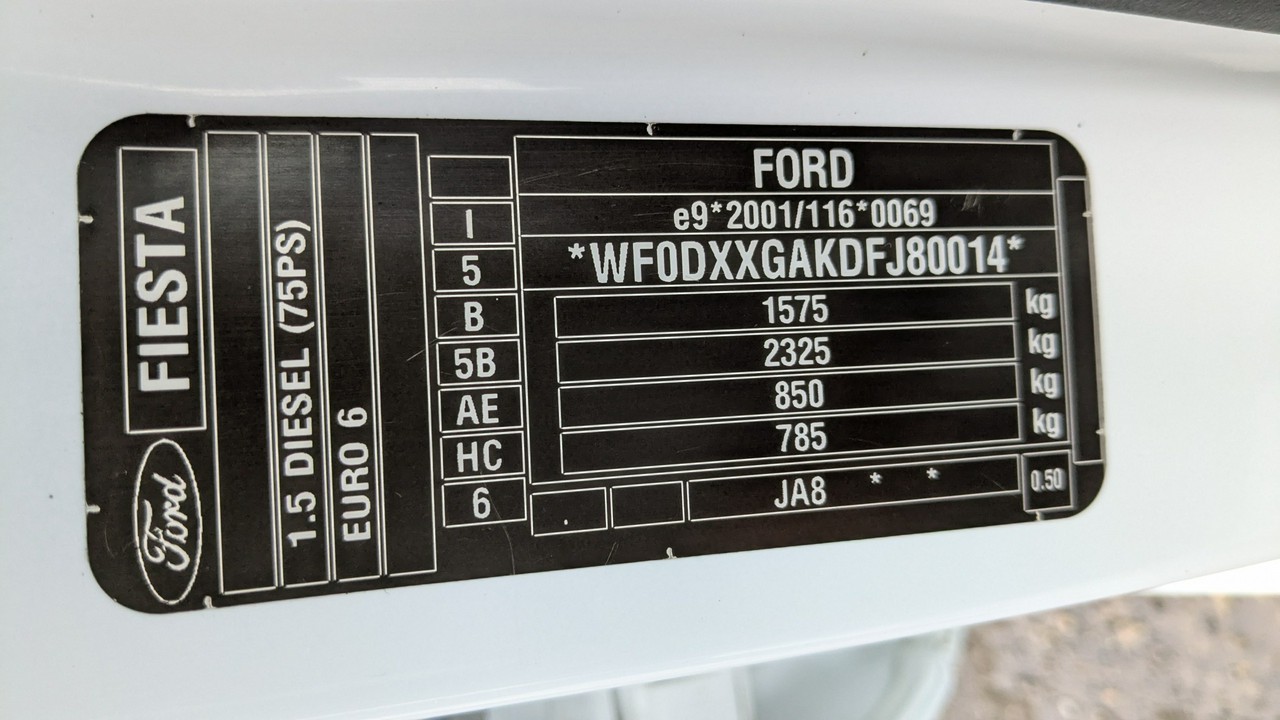 Ford
FIESTA
1.5 DIESEL (75PS)
EURO 6
I
5
B
5B
AE
HC
6
FORD
e9*2001/116*0069
*WF0DXXGAKDFJ80014*
1575 kg
2325 kg
850 kg
785 kg
. JA8 * * 0.50